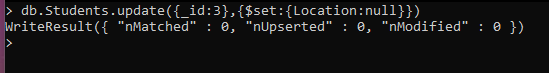 > db.Students.update({_id:3},{$set:{Location:null}})
WriteResult({ "nMatched" : 0, "nUpserted" : 0, "nModified" : 0 })
>